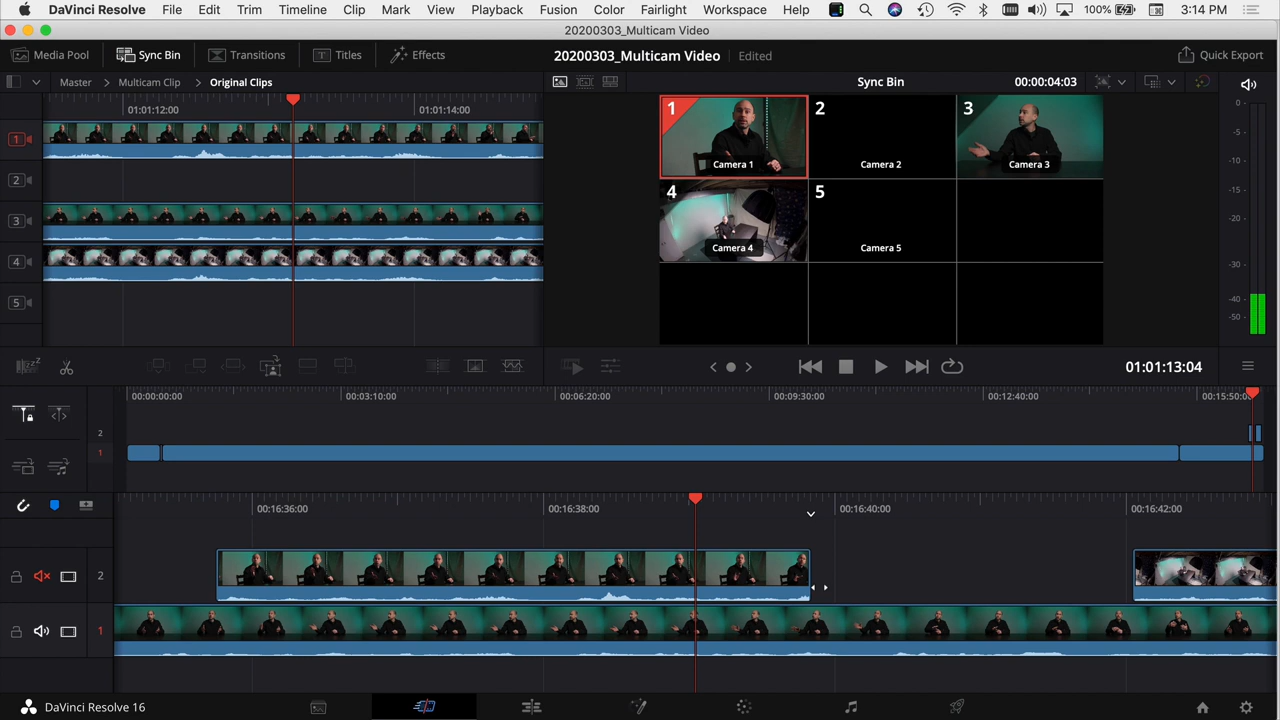 DaVinci Resolve File Edit Trim Timeline Clip Mark View Playback Fusion Color Fairlight Workspace Help 100% 3:14 PM
20200303_Multicam Video
Media Pool Sync Bin Transitions Titles Effects 20200303_Multicam Video Edited Quick Export
Master > Multicam Clip > Original Clips Sync Bin 00:00:04:03
01:01:12:00 01:01:14:00
1
2
3
4
5
1 Camera 1
2 Camera 2
3 Camera 3
4 Camera 4
5 Camera 5
0
-5
-10
-15
-20
-30
-40
-50
01:01:13:04
00:00:00:00 00:03:10:00 00:06:20:00 00:09:30:00 00:12:40:00 00:15:50:00
2
1
00:16:36:00 00:16:38:00 00:16:40:00 00:16:42:00
2
1
DaVinci Resolve 16